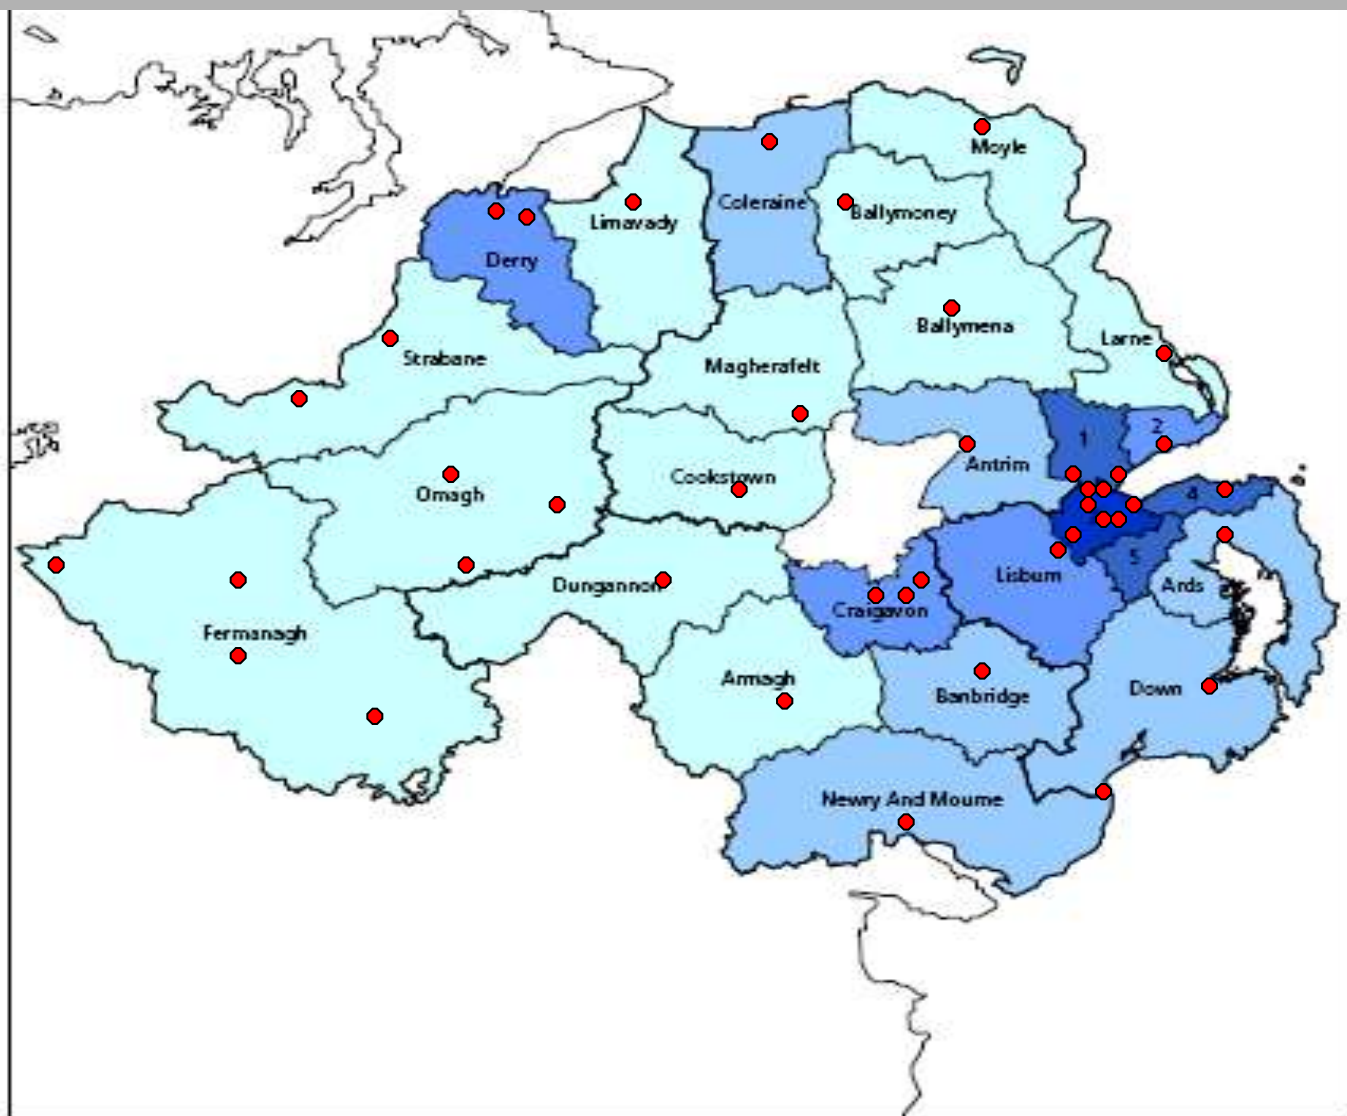 Moyle
Coleraine
Ballymoney
Limavady
Derry
Ballymena
Larne
Strabane
Magherafelt
2
1
Antrim
Cookstown
Omagh
4
5
Lisburn
Ards
Dungannon
Craigavon
Fermanagh
Armagh
Banbridge
Down
Newry And Mourne